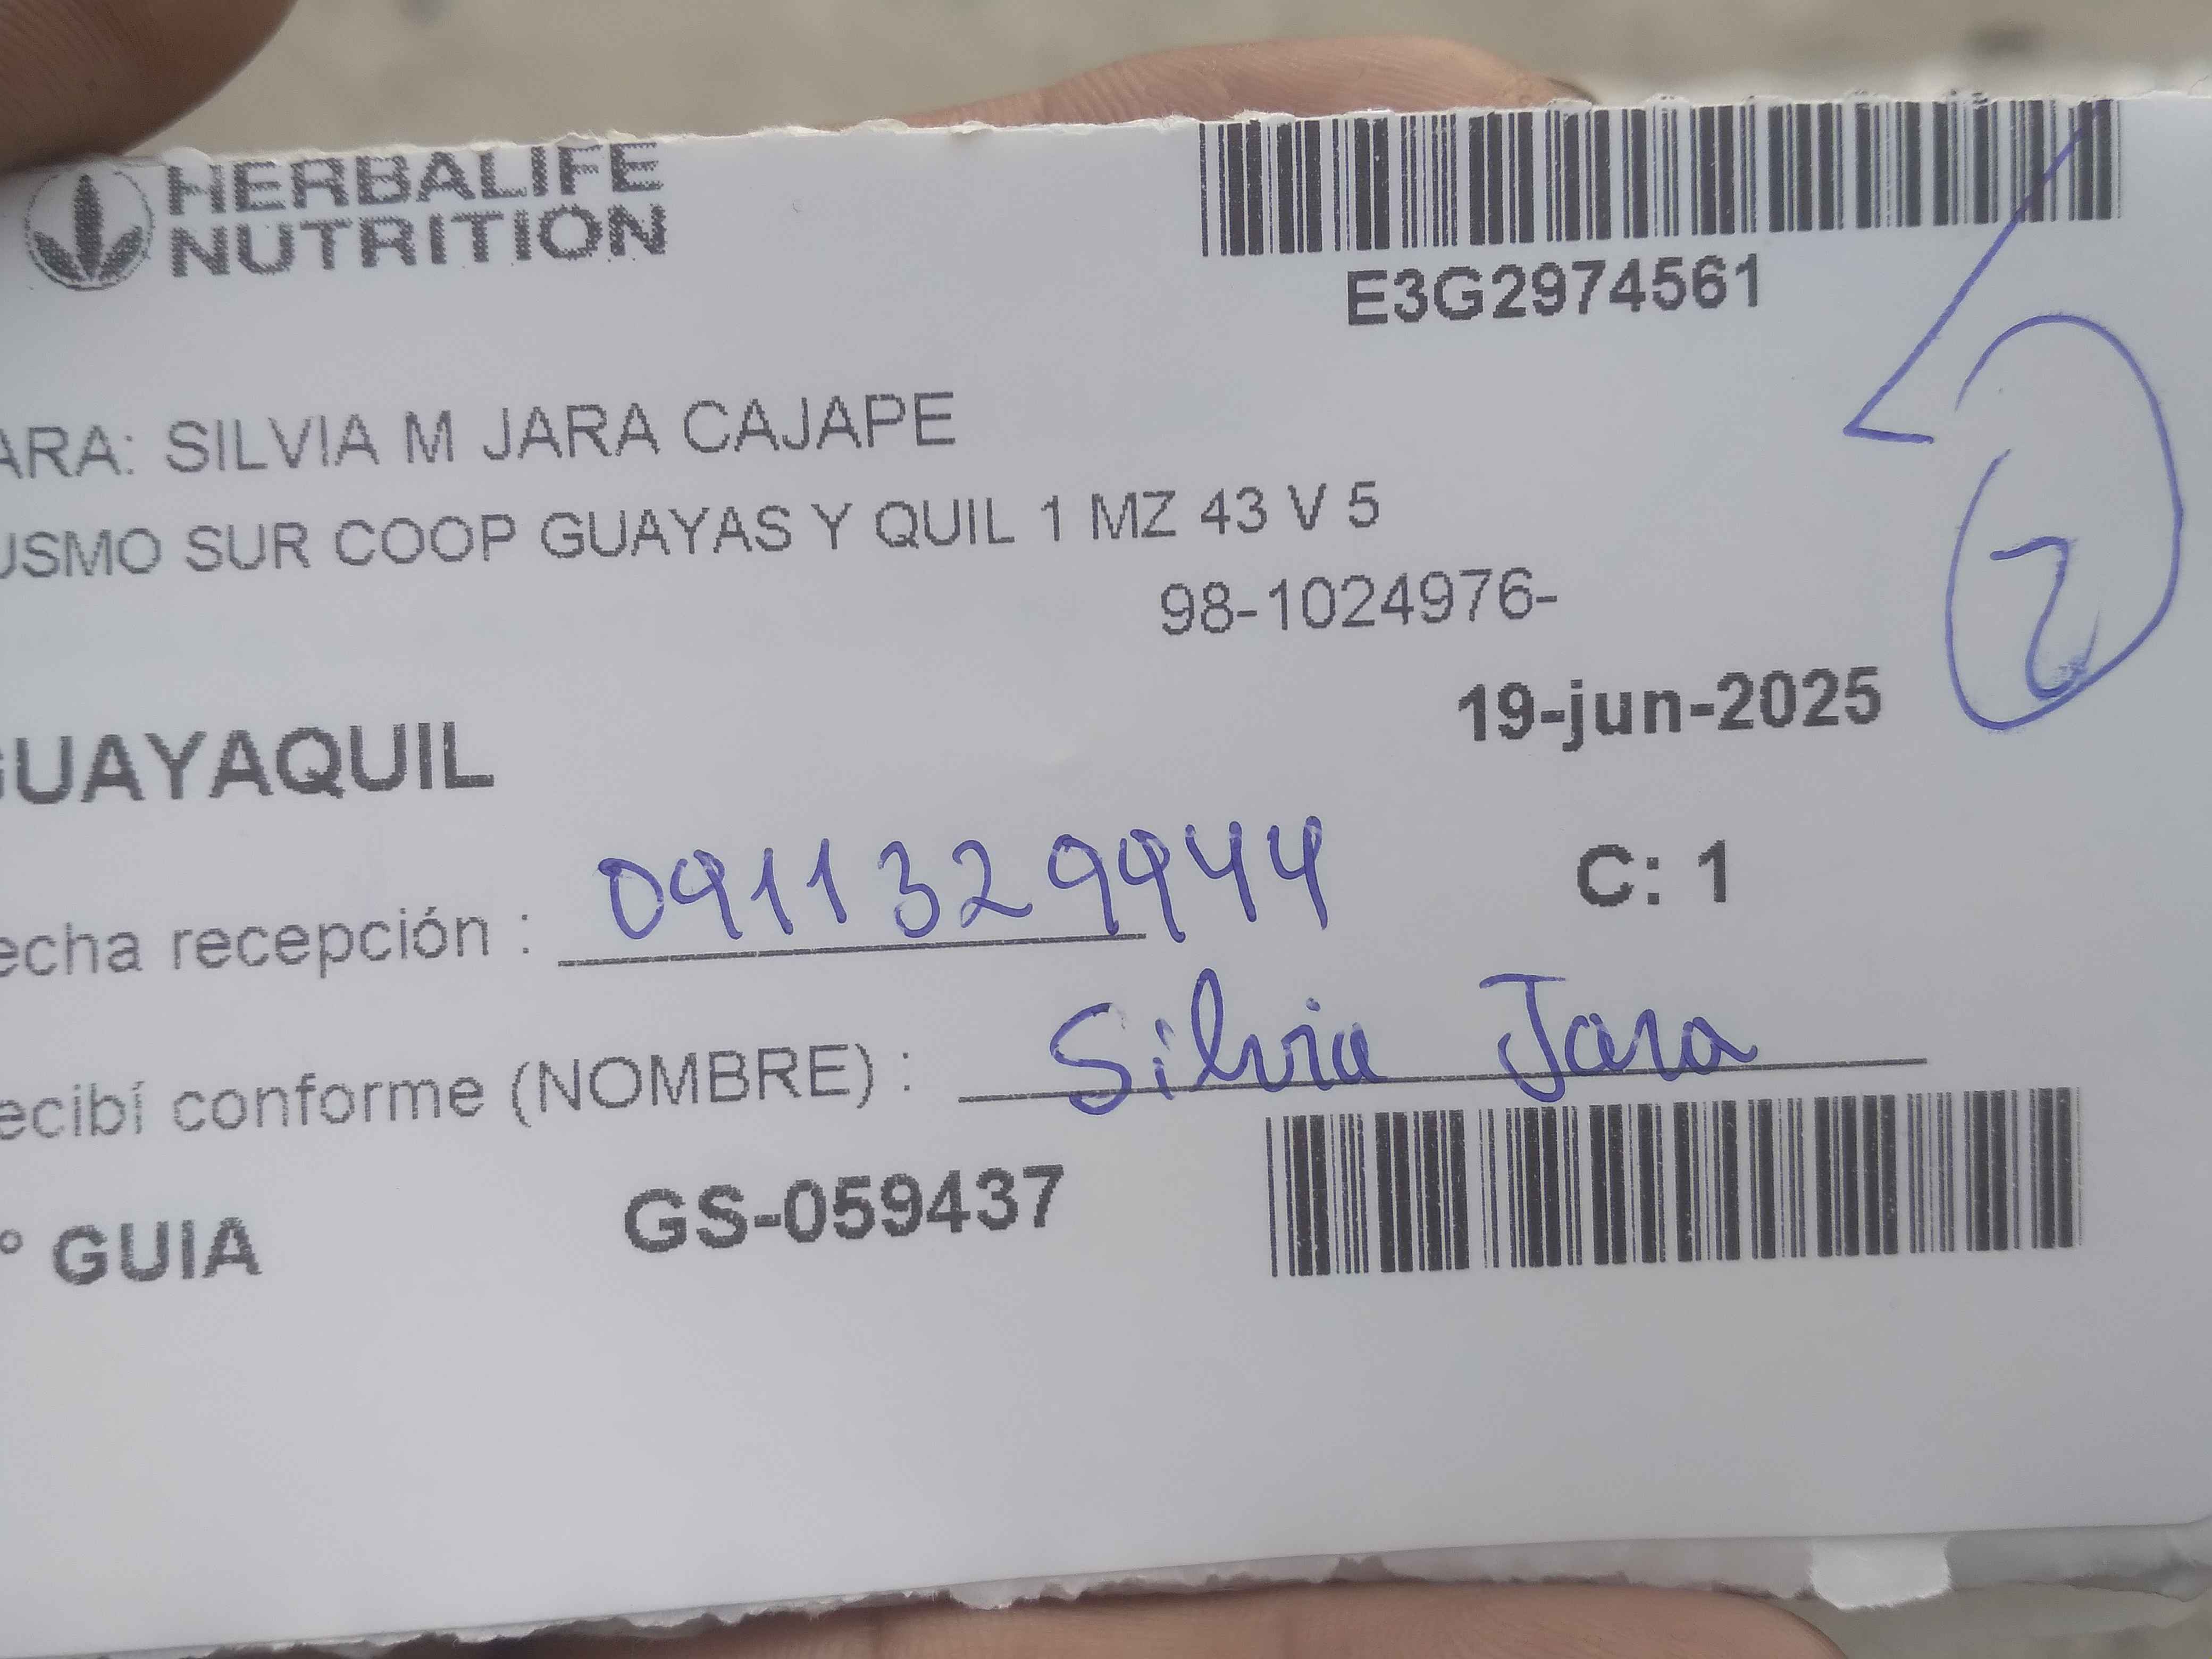 HERBALIFE
NUTRITION
E3G2974561
ARA: SILVIA M JARA CAJAPE
USMO SUR COOP GUAYAS Y QUIL 1 MZ 43 V 5
98-1024976-
19-jun-2025
2
GUAYAQUIL
C: 1
echa recepción : 0911329944
ecibí conforme (NOMBRE) : Silvia Jara
° GUIA GS-059437